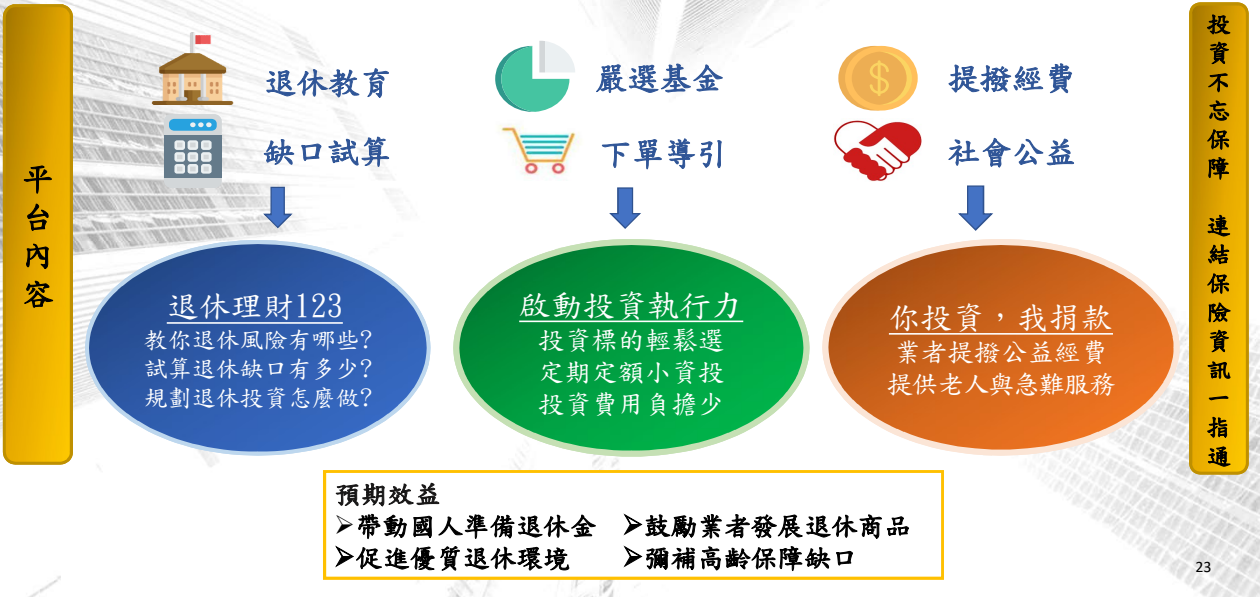 平台內容
退休教育
缺口試算
退休理財123
教你退休風險有哪些?
試算退休缺口有多少?
規劃退休投資怎麼做?
嚴選基金
下單導引
啟動投資執行力
投資標的輕鬆選
定期定額小資投
投資費用負擔少
提撥經費
社會公益
你投資，我捐款
業者提撥公益經費
提供老人與急難服務
投資不忘保障 連結保險資訊一指通
預期效益
➢帶動國人準備退休金 ➢鼓勵業者發展退休商品
➢促進優質退休環境 ➢彌補高齡保障缺口
23